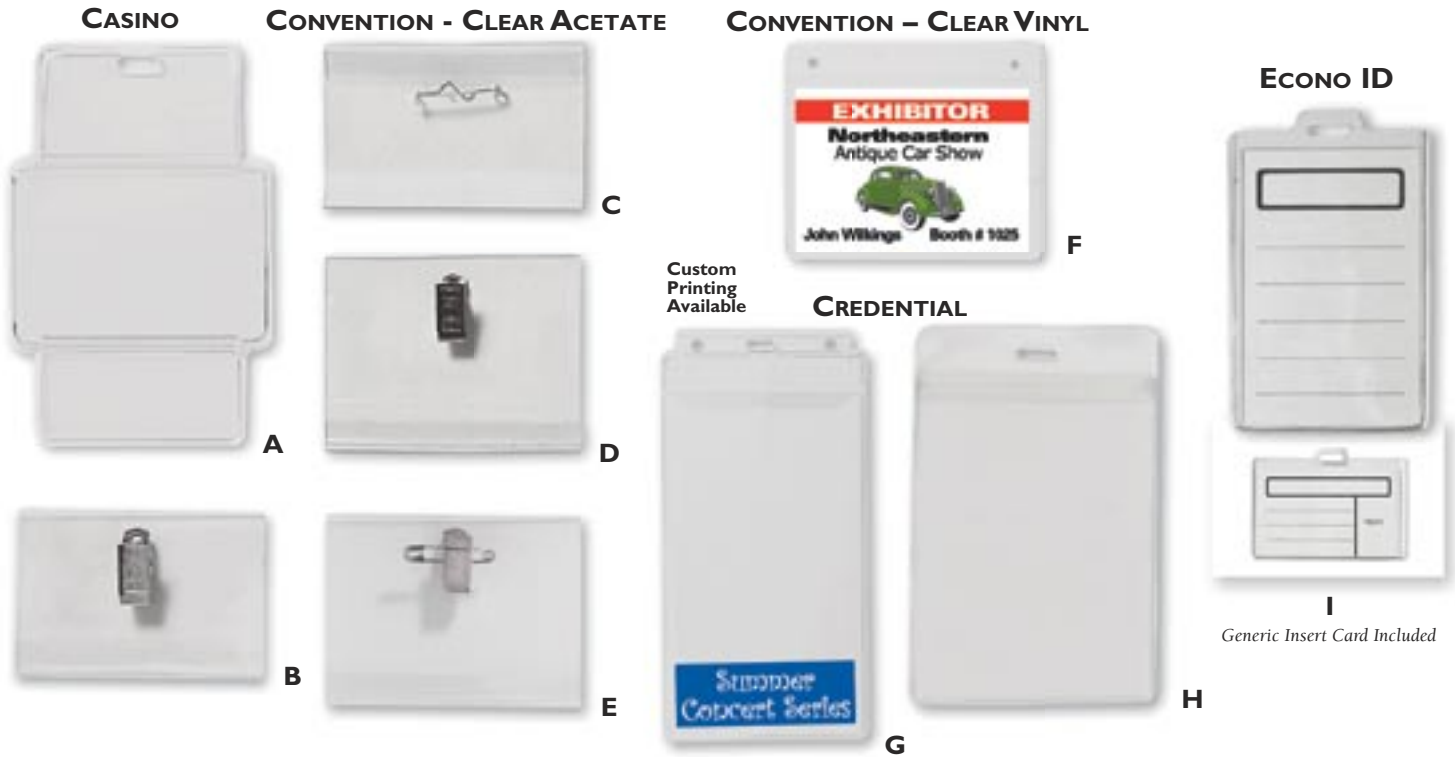 CASINO
CONVENTION - CLEAR ACETATE
CONVENTION – CLEAR VINYL
ECONO ID
EXHIBITOR
Northeastern
Antique Car Show
John Wilkings Booth # 1025
C
F
Custom
Printing
Available
CREDENTIAL
A
D
B
E
Summer
Concert Series
G
H
I
Generic Insert Card Included